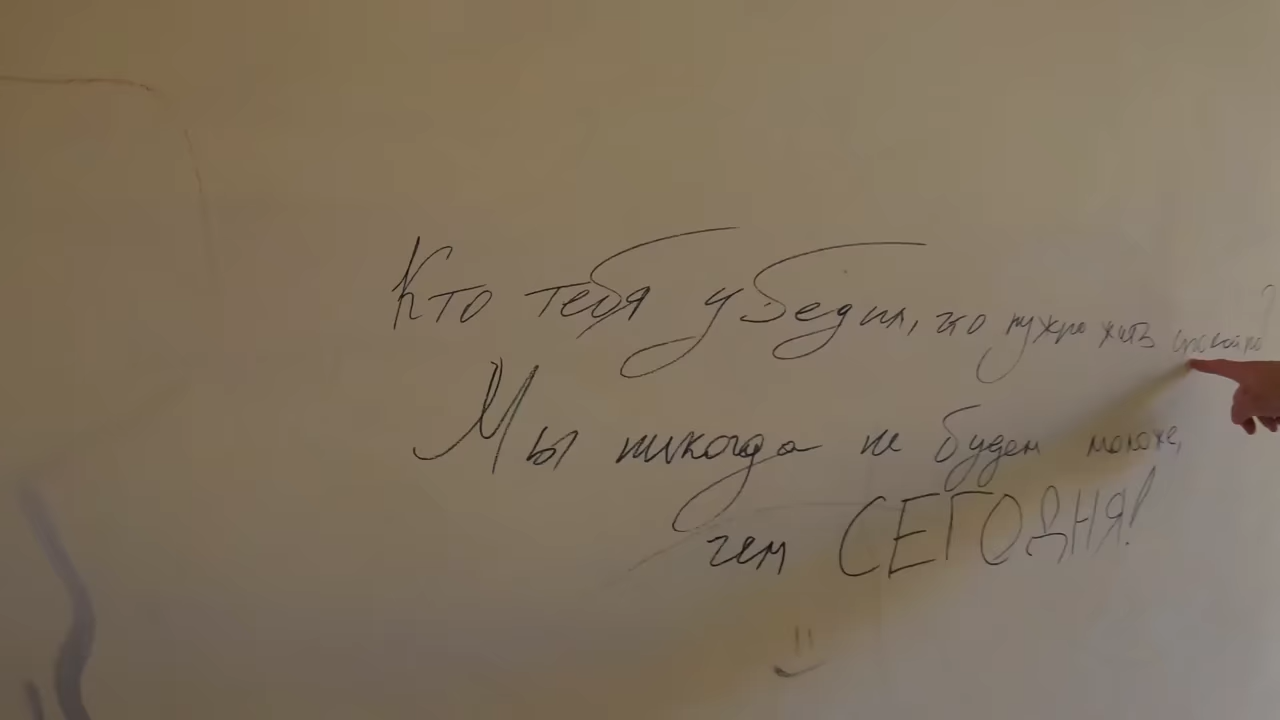 Кто тебя убедил, что нужно жить спокойно?
Мы никогда не будем моложе,
чем СЕГОДНЯ!